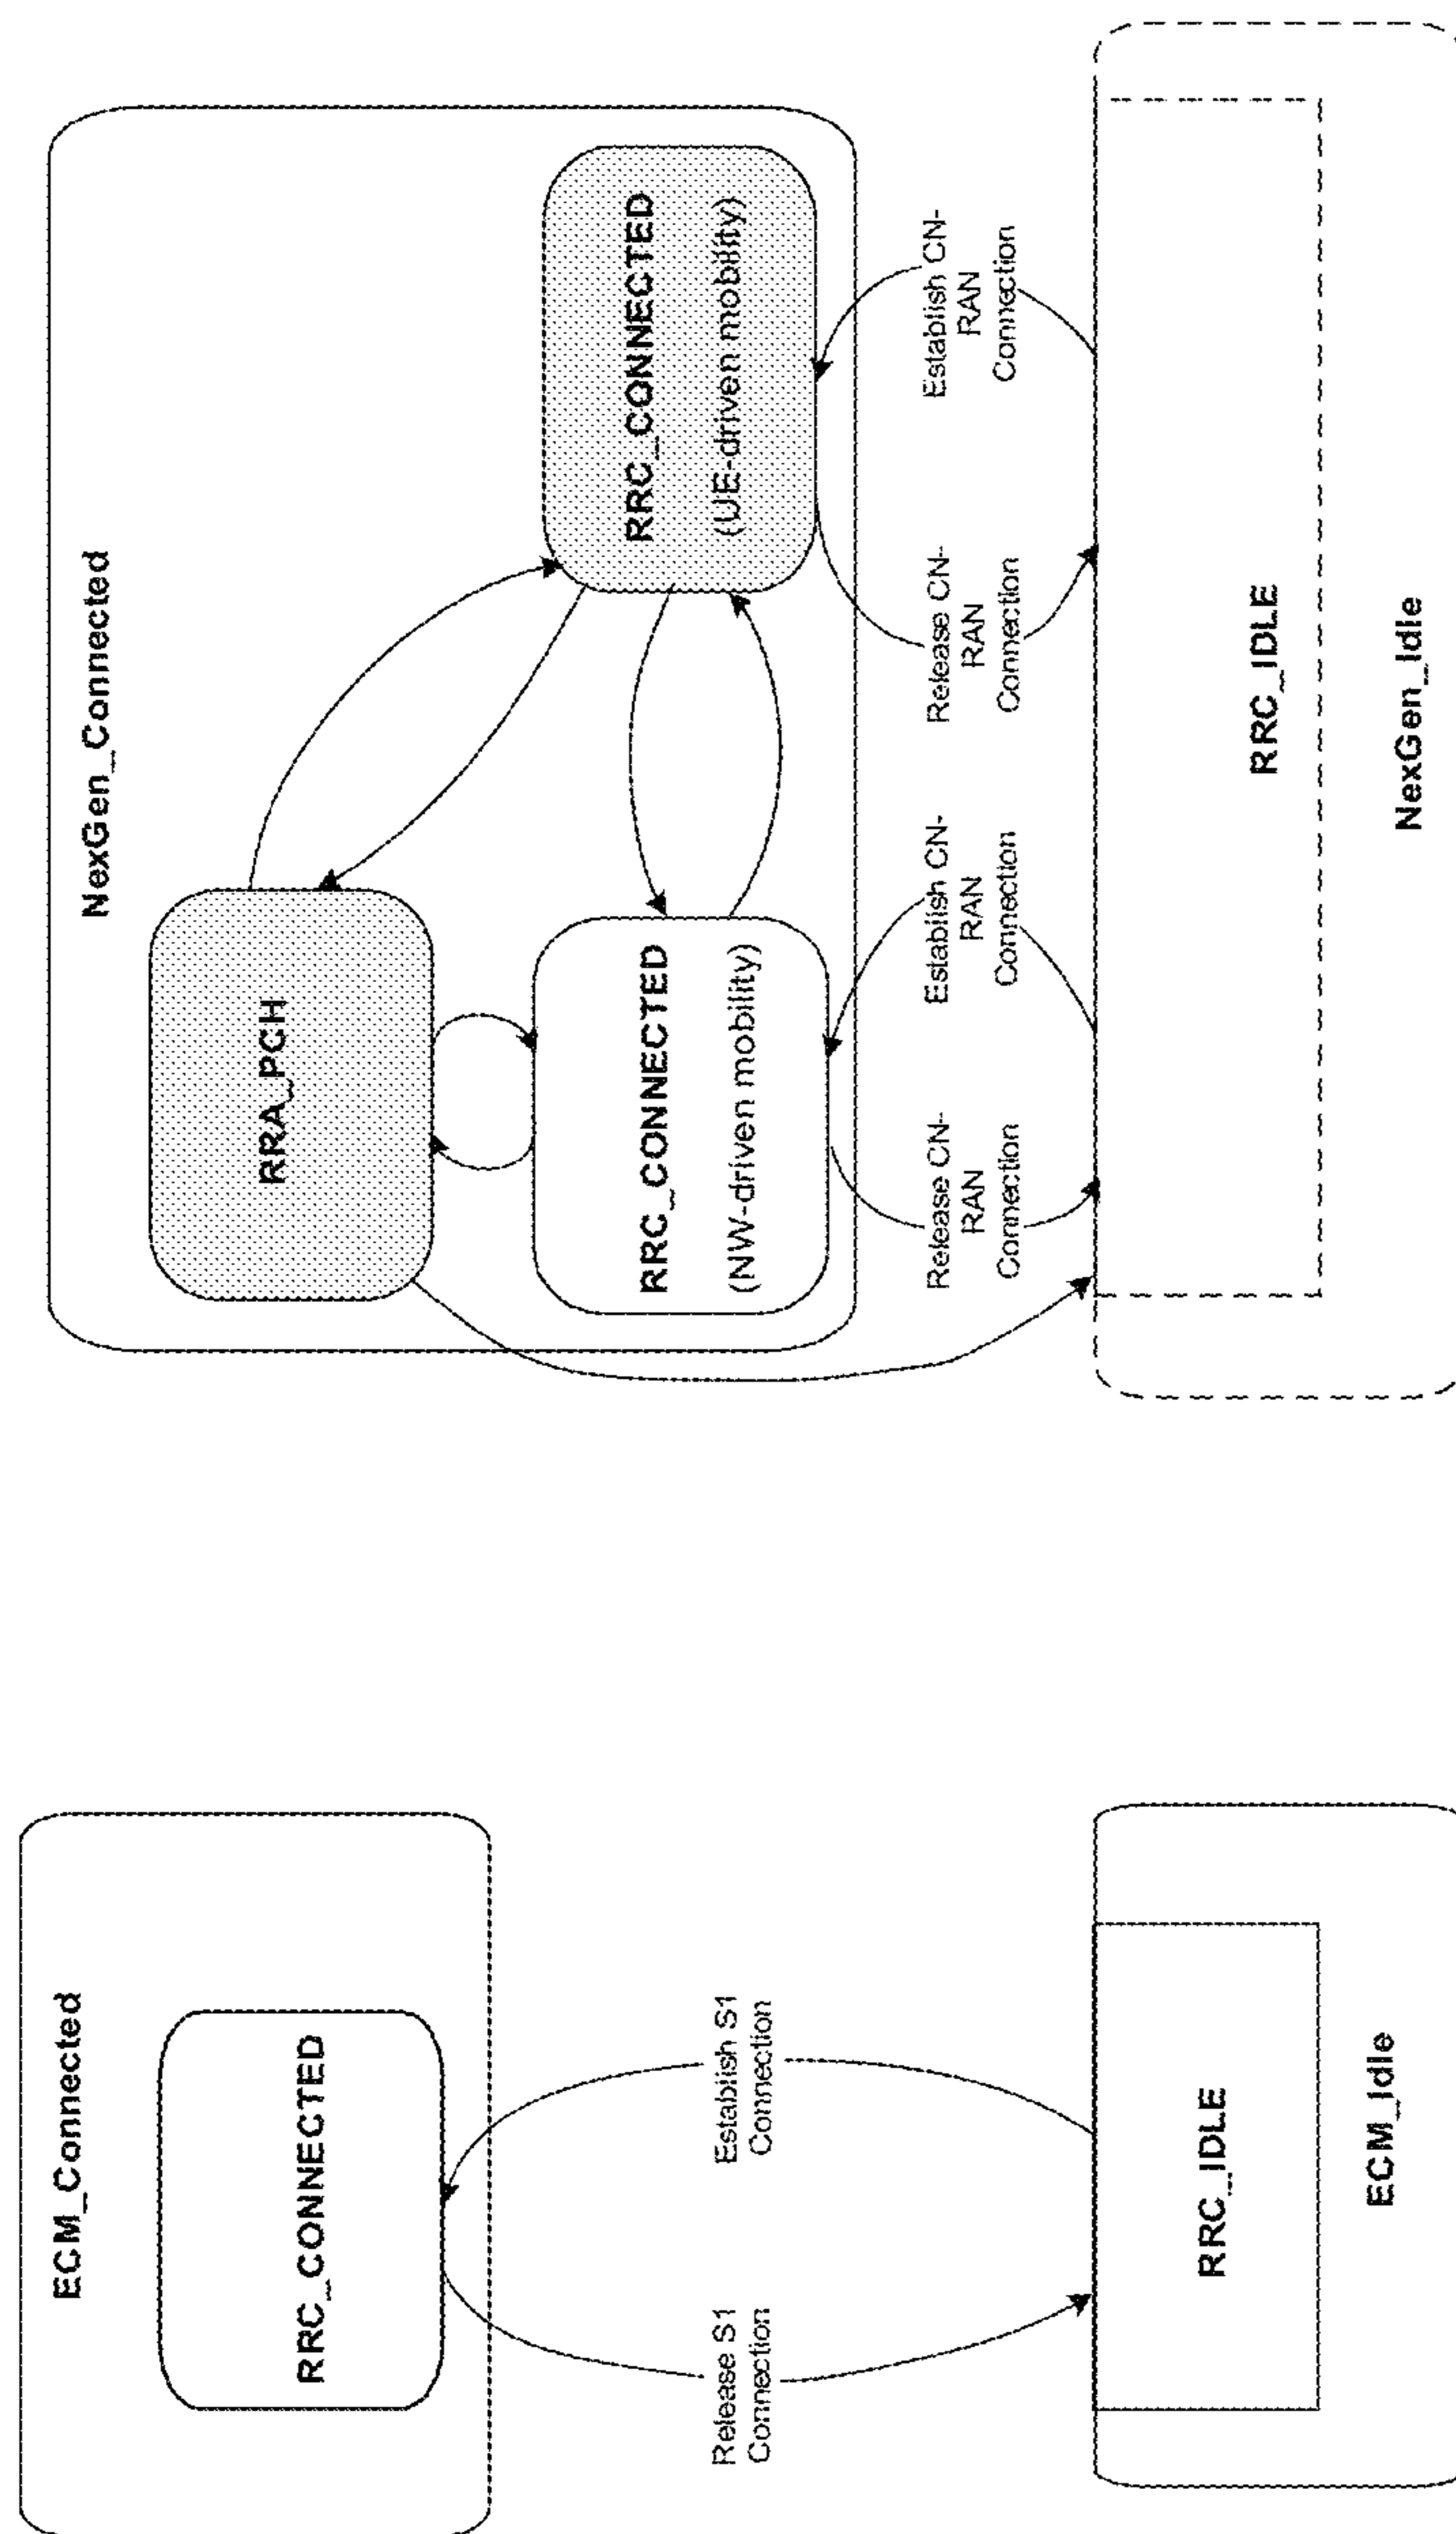 ECM_Connected
RRC_CONNECTED
Release S1
Connection
Establish S1
Connection
RRC_IDLE
ECM_Idle
NexGen_Connected
RRA_PCH
RRC_CONNECTED
(NW-driven mobility)
RRC_CONNECTED
(UE-driven mobility)
Release CN-
RAN
Connection
Establish CN-
RAN
Connection
Release CN-
RAN
Connection
Establish CN-
RAN
Connection
RRC_IDLE
NexGen_Idle